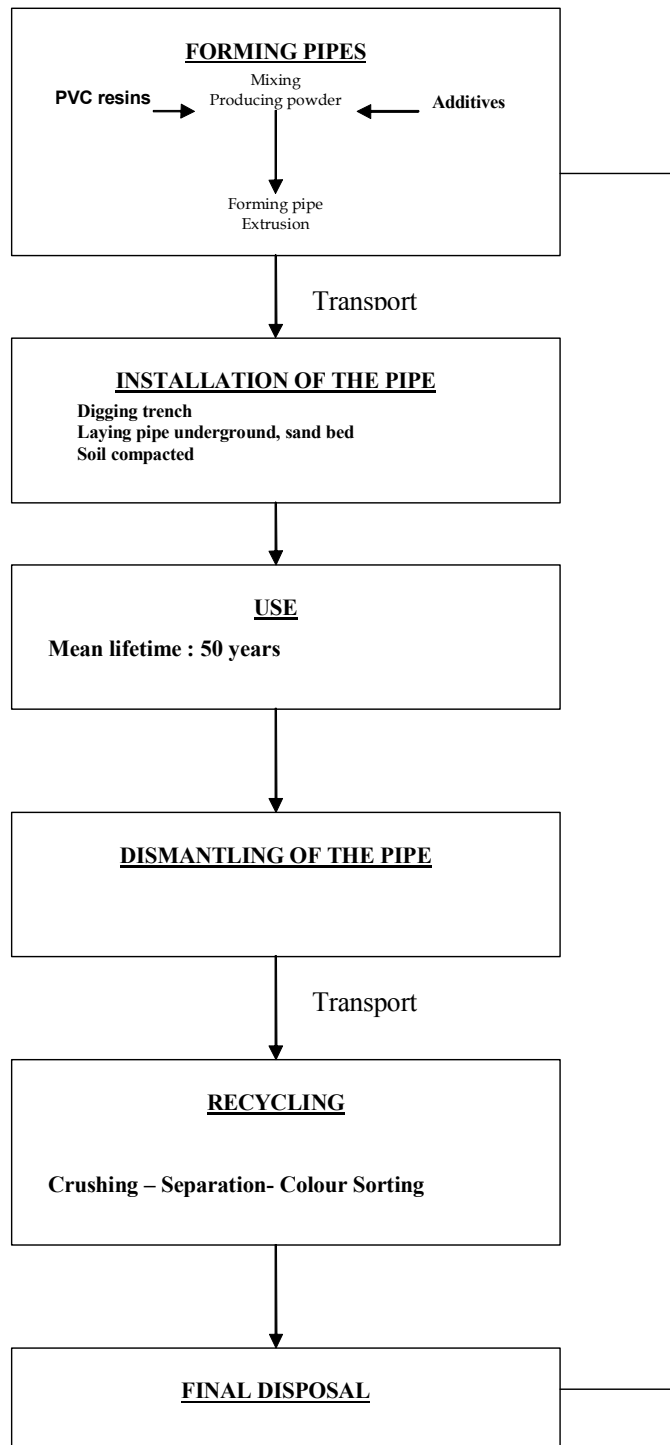 FORMING PIPES
Mixing
PVC resins
Producing powder
Additives
Forming pipe
Extrusion
Transport
INSTALLATION OF THE PIPE
Digging trench
Laying pipe underground, sand bed
Soil compacted
USE
Mean lifetime : 50 years
DISMANTLING OF THE PIPE
Transport
RECYCLING
Crushing – Separation- Colour Sorting
FINAL DISPOSAL